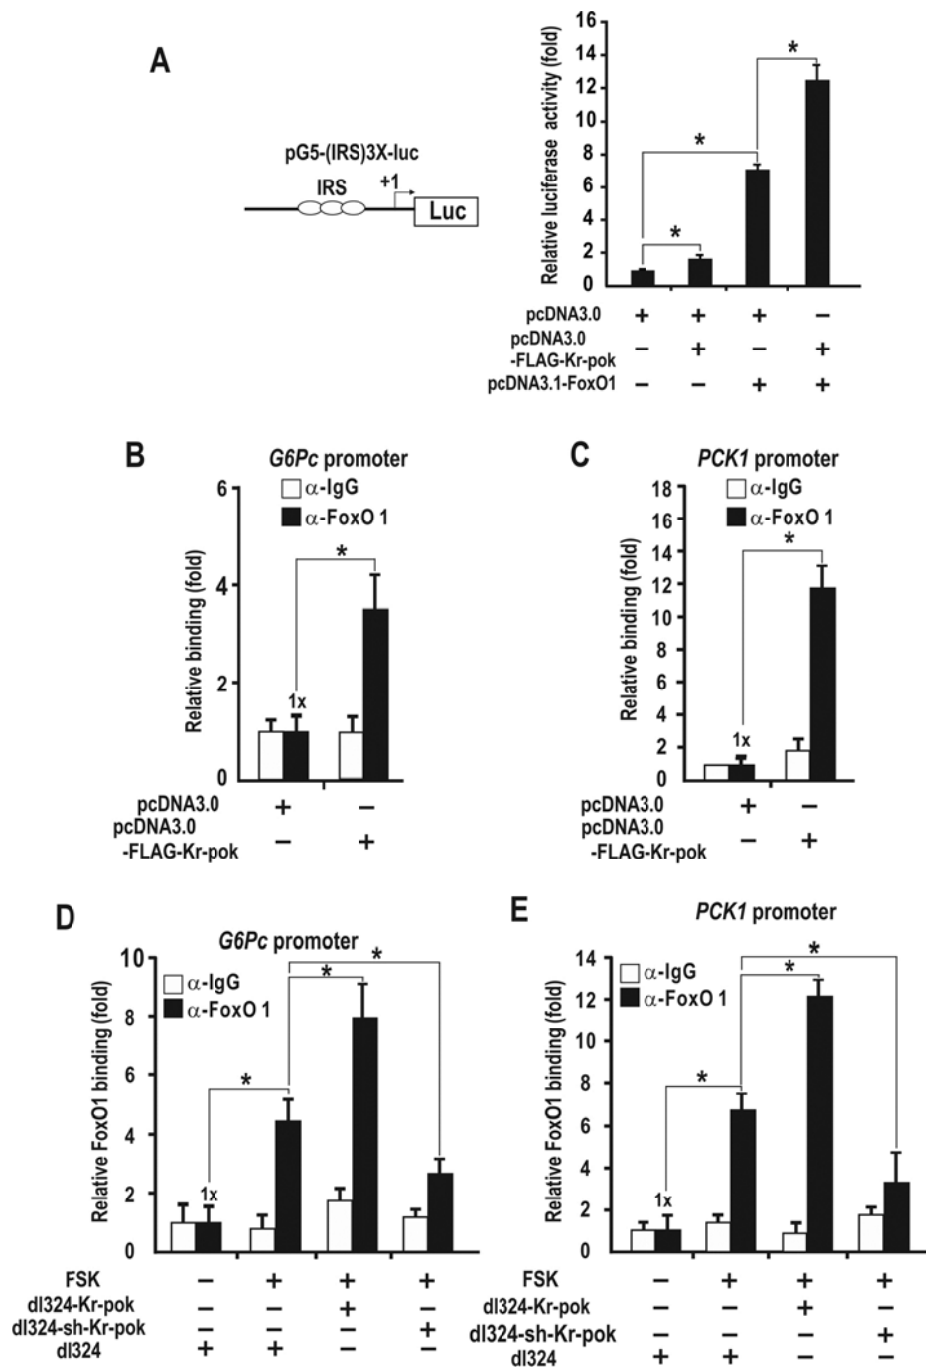 A
pG5-(IRS)3X-luc
IRS
+1
Luc
Relative luciferase activity (fold)
16
14
12
10
8
6
4
2
0
*
*
*
pcDNA3.0 + + + −
pcDNA3.0
-FLAG-Kr-pok − + − +
pcDNA3.1-FoxO1 − − + +
B
G6Pc promoter
α-IgG
α-FoxO 1
Relative binding (fold)
6
4
2
0
*
1x
pcDNA3.0 + −
pcDNA3.0
-FLAG-Kr-pok − +
C
PCK1 promoter
α-IgG
α-FoxO 1
Relative binding (fold)
18
16
14
12
10
8
6
4
2
0
*
1x
pcDNA3.0 + −
pcDNA3.0
-FLAG-Kr-pok − +
D
G6Pc promoter
α-IgG
α-FoxO 1
Relative FoxO1 binding (fold)
10
8
6
4
2
0
*
*
*
1x
FSK − + + +
dl324-Kr-pok − − + −
dl324-sh-Kr-pok − − − +
dl324 + + − −
E
PCK1 promoter
α-IgG
α-FoxO 1
Relative FoxO1 binding (fold)
14
12
10
8
6
4
2
0
*
*
*
1x
FSK − + + +
dl324-Kr-pok − − + −
dl324-sh-Kr-pok − − − +
dl324 + + − −